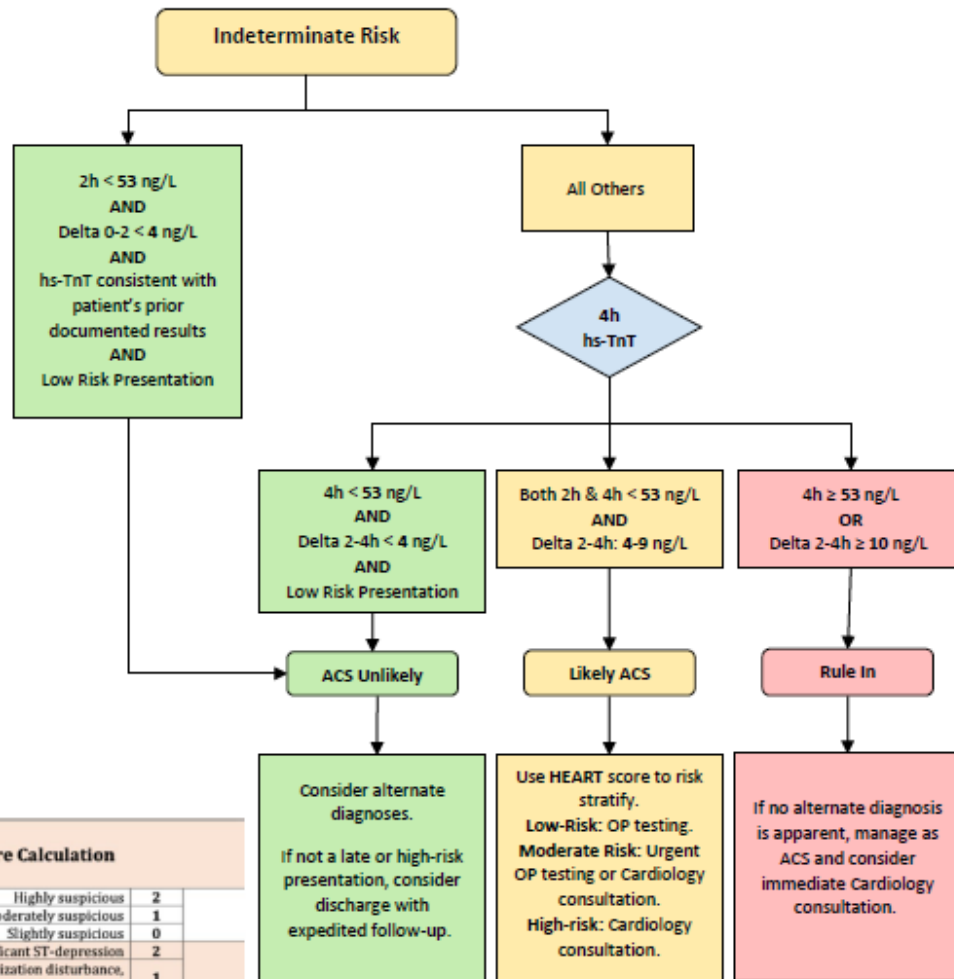 Indeterminate Risk
2h < 53 ng/L
AND
Delta 0-2 < 4 ng/L
AND
hs-TnT consistent with
patient's prior
documented results
AND
Low Risk Presentation
All Others
4h
hs-TnT
4h < 53 ng/L
AND
Delta 2-4h < 4 ng/L
AND
Low Risk Presentation
Both 2h & 4h < 53 ng/L
AND
Delta 2-4h: 4-9 ng/L
4h ≥ 53 ng/L
OR
Delta 2-4h ≥ 10 ng/L
ACS Unlikely
Likely ACS
Rule In
Consider alternate
diagnoses.
If not a late or high-risk
presentation, consider
discharge with
expedited follow-up.
Use HEART score to risk
stratify.
Low-Risk: OP testing.
Moderate Risk: Urgent
OP testing or Cardiology
consultation.
High-risk: Cardiology
consultation.
If no alternate diagnosis
is apparent, manage as
ACS and consider
immediate Cardiology
consultation.
re Calculation
Highly suspicious 2
oderately suspicious 1
Slightly suspicious 0
icant ST-depression 2
ization disturbance, 1